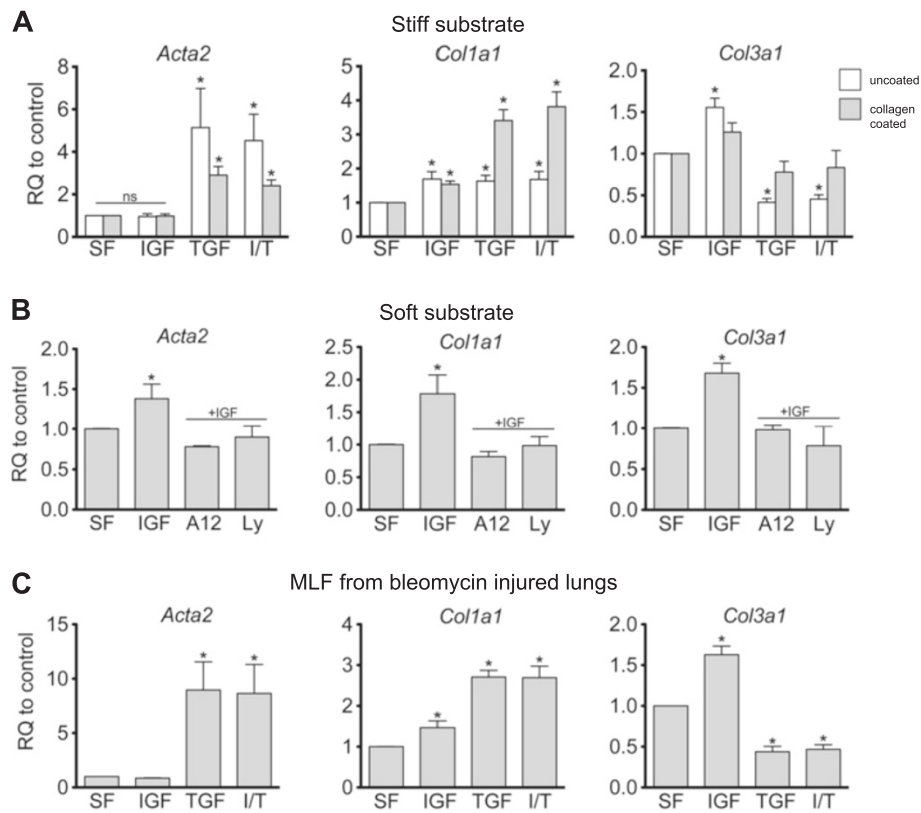 A
Stiff substrate
Acta2
Col1a1
Col3a1
RQ to control
8
6
4
2
0
ns
*
*
*
*
SF IGF TGF I/T
5
4
3
2
1
0
*
*
*
*
*
*
SF IGF TGF I/T
2.0
1.5
1.0
0.5
0.0
*
*
*
SF IGF TGF I/T
uncoated
collagen
coated
B
Soft substrate
Acta2
Col1a1
Col3a1
RQ to control
2.0
1.5
1.0
0.5
0.0
*
+IGF
SF IGF A12 Ly
2.5
2.0
1.5
1.0
0.5
0.0
*
+IGF
SF IGF A12 Ly
2.0
1.5
1.0
0.5
0.0
*
+IGF
SF IGF A12 Ly
C
MLF from bleomycin injured lungs
Acta2
Col1a1
Col3a1
RQ to control
15
10
5
0
*
*
SF IGF TGF I/T
4
3
2
1
0
*
*
*
SF IGF TGF I/T
2.0
1.5
1.0
0.5
0.0
*
*
*
SF IGF TGF I/T